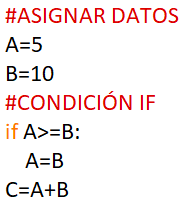 #ASIGNAR DATOS
A=5
B=10
#CONDICIÓN IF
if A>=B:
    A=B
C=A+B